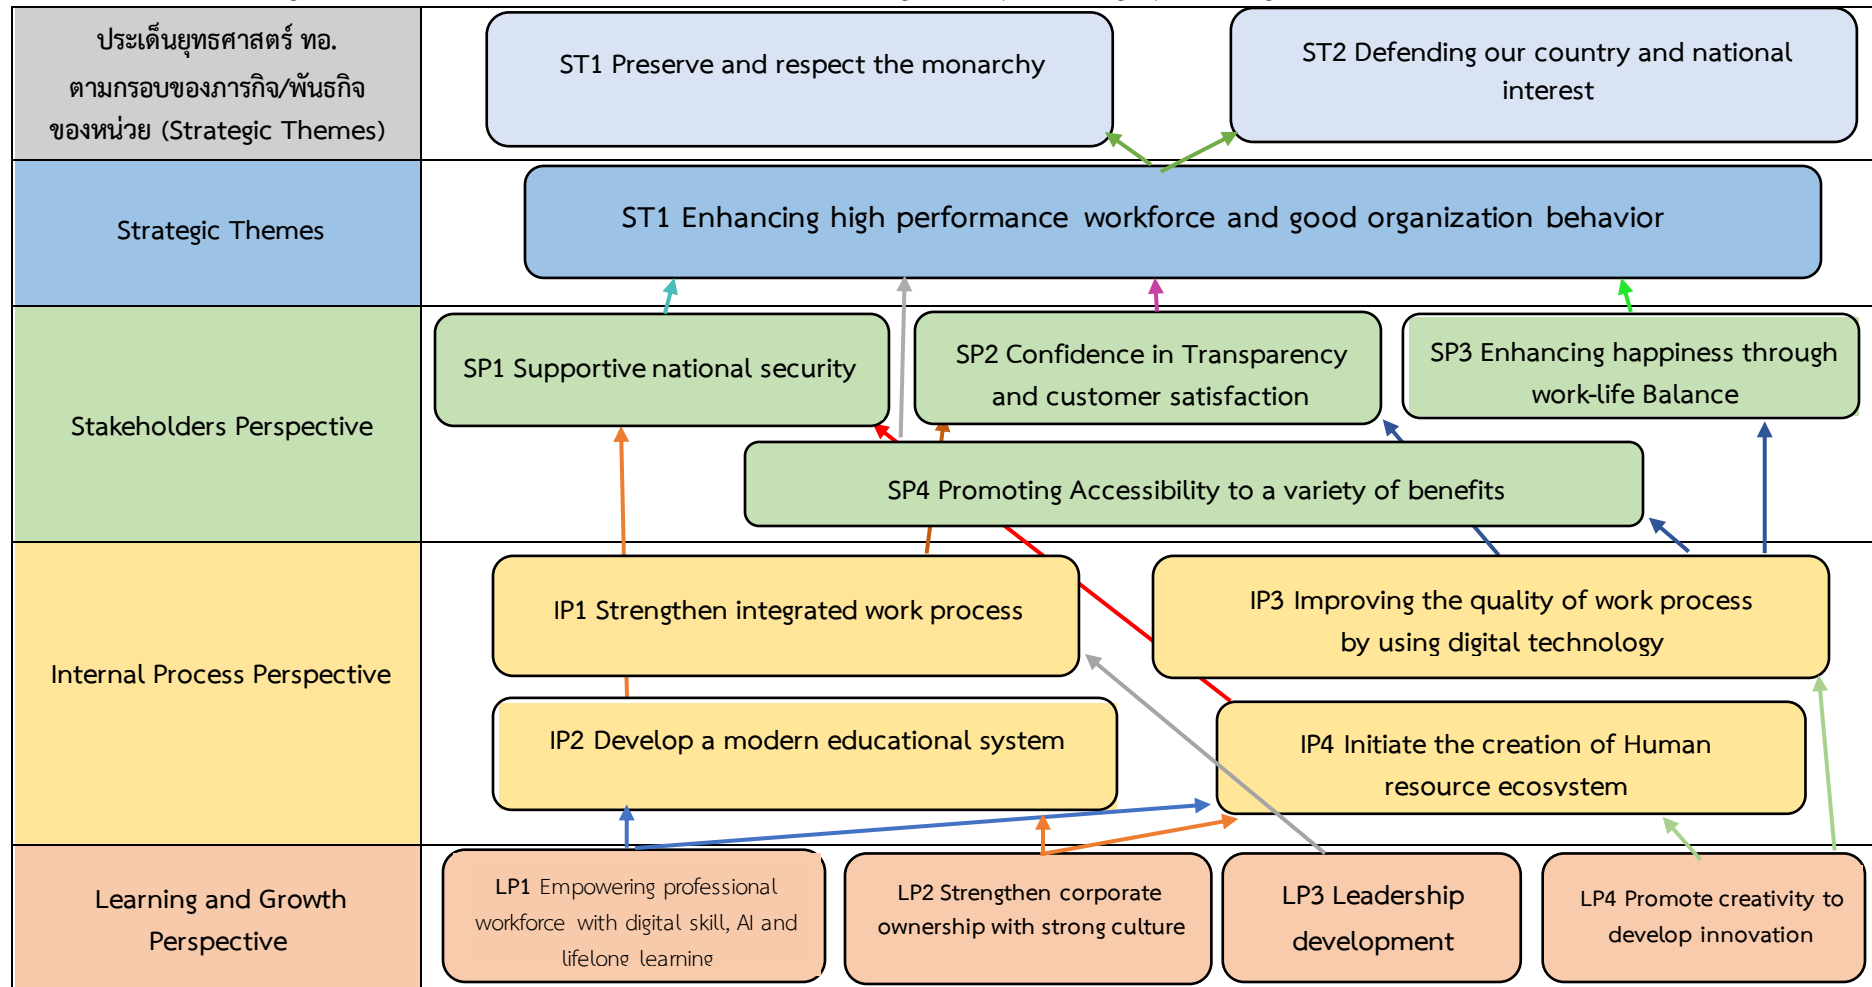 ประเด็นยุทธศาสตร์ ทอ.
ตามกรอบของภารกิจ/พันธกิจ
ของหน่วย (Strategic Themes)
ST1 Preserve and respect the monarchy
ST2 Defending our country and national
interest
Strategic Themes
ST1 Enhancing high performance workforce and good organization behavior
Stakeholders Perspective
SP1 Supportive national security
SP2 Confidence in Transparency
and customer satisfaction
SP3 Enhancing happiness through
work-life Balance
SP4 Promoting Accessibility to a variety of benefits
Internal Process Perspective
IP1 Strengthen integrated work process
IP3 Improving the quality of work process
by using digital technology
IP2 Develop a modern educational system
IP4 Initiate the creation of Human
resource ecosystem
Learning and Growth
Perspective
LP1 Empowering professional
workforce with digital skill, AI and
lifelong learning
LP2 Strengthen corporate
ownership with strong culture
LP3 Leadership
development
LP4 Promote creativity to
develop innovation